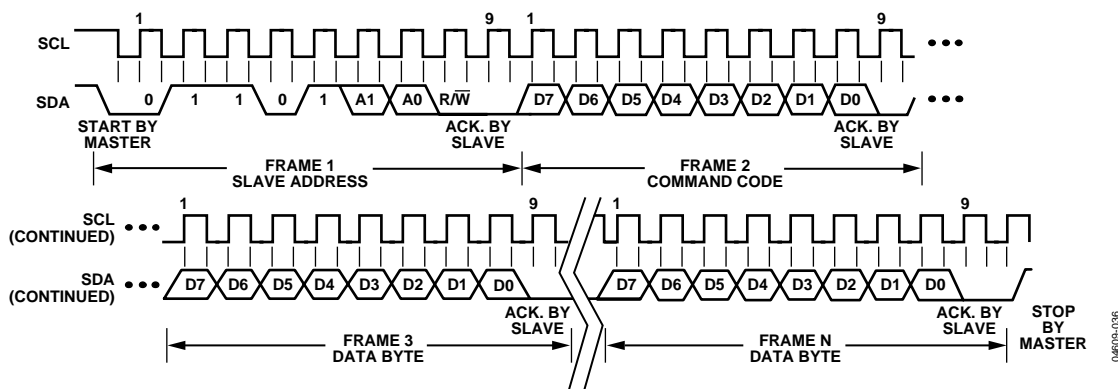 1 9 1 9
SCL
SDA 0 1 1 0 1 A1 A0 R/W̅ D7 D6 D5 D4 D3 D2 D1 D0
START BY MASTER
ACK. BY SLAVE
ACK. BY SLAVE
FRAME 1
SLAVE ADDRESS
FRAME 2
COMMAND CODE
1 9 1 9
SCL
(CONTINUED)
SDA
(CONTINUED)
D7 D6 D5 D4 D3 D2 D1 D0 D7 D6 D5 D4 D3 D2 D1 D0
ACK. BY SLAVE
ACK. BY SLAVE
STOP BY MASTER
FRAME 3
DATA BYTE
FRAME N
DATA BYTE
04609-036